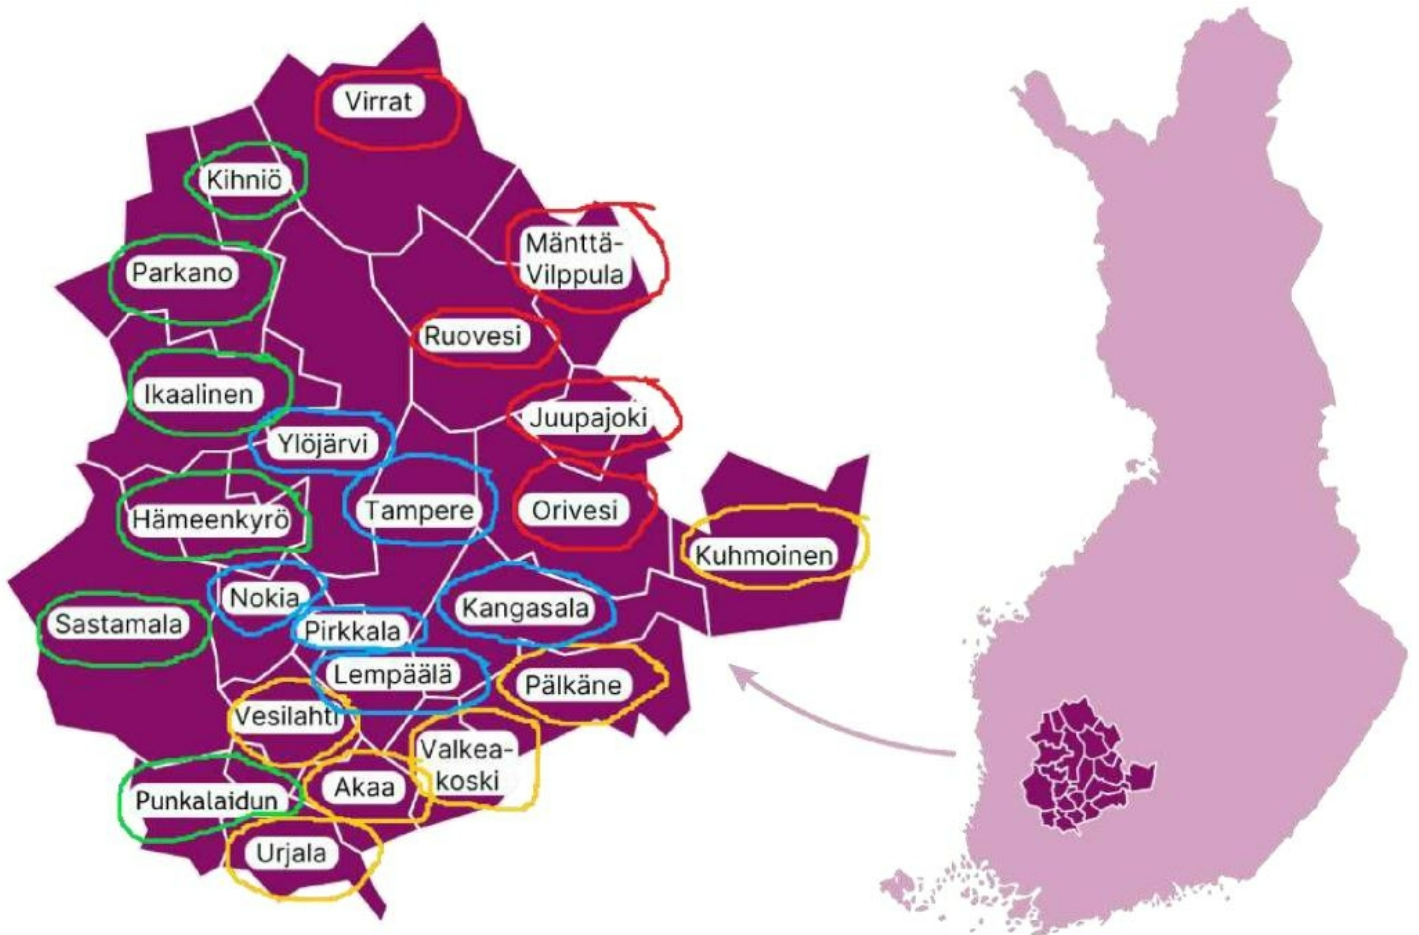 Virrat
Kihniö
Mänttä-
Vilppula
Parkano
Ruovesi
Ikaalinen
Juupajoki
Ylöjärvi
Hämeenkyrö
Tampere
Orivesi
Kuhmoinen
Nokia
Kangasala
Sastamala
Pirkkala
Lempäälä
Pälkäne
Vesilahti
Valkea-
koski
Punkalaidun
Akaa
Urjala